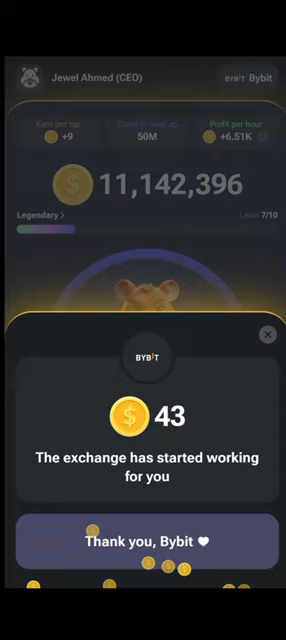 Jewel Ahmed (CEO)
BYBIT Bybit
Earn per tap
+9
Coins to level up
50M
Profit per hour
+6.51K
11,142,396
Legendary >
Level 7/10
BYBIT
43
The exchange has started working
for you
Thank you, Bybit